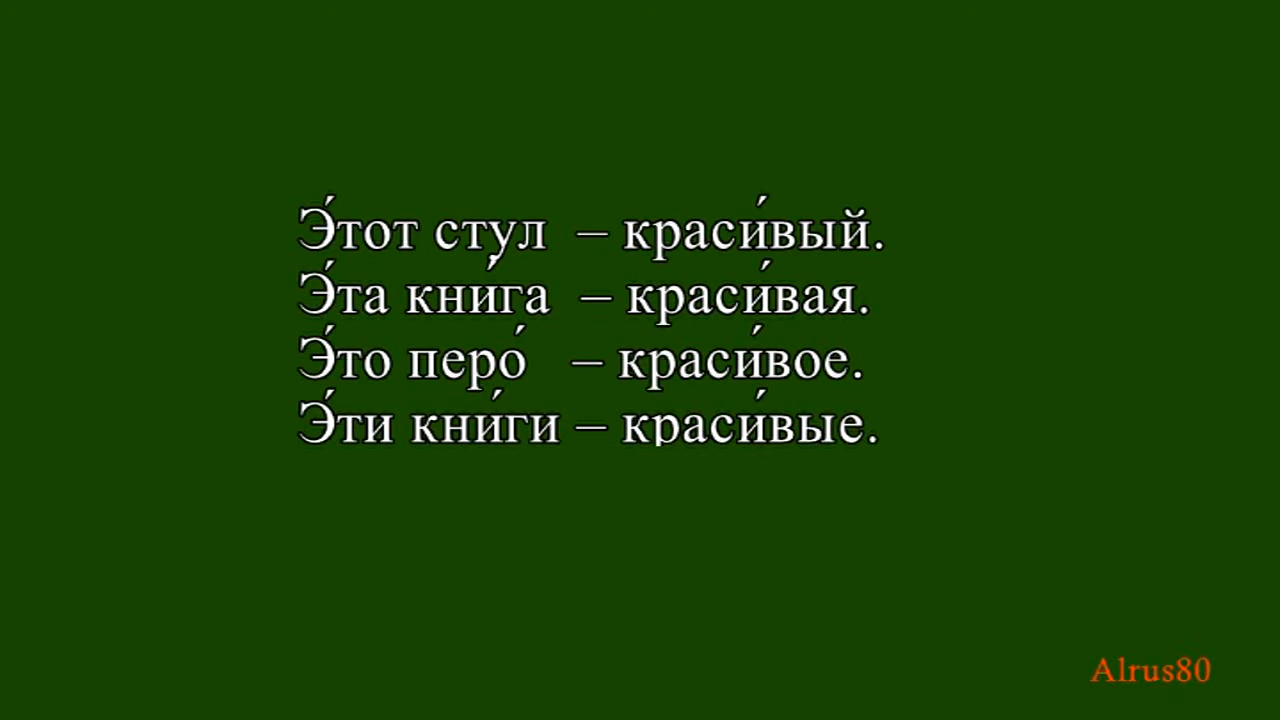 Э́тот стул – краси́вый.
Э́та кни́га – краси́вая.
Э́то перо́ – краси́вое.
Э́ти кни́ги – краси́вые.
Alrus80